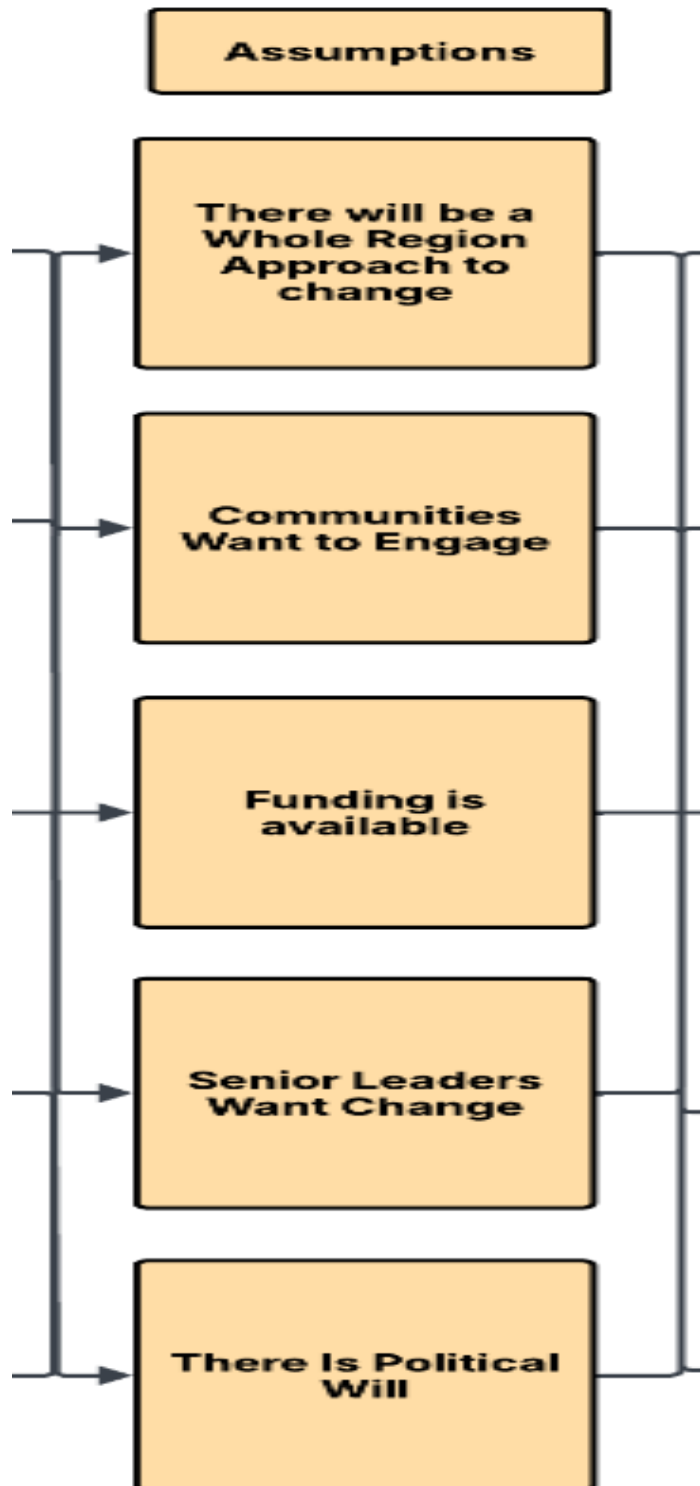 Assumptions
There will be a
Whole Region
Approach to
change
Communities
Want to Engage
Funding is
available
Senior Leaders
Want Change
There Is Political
Will